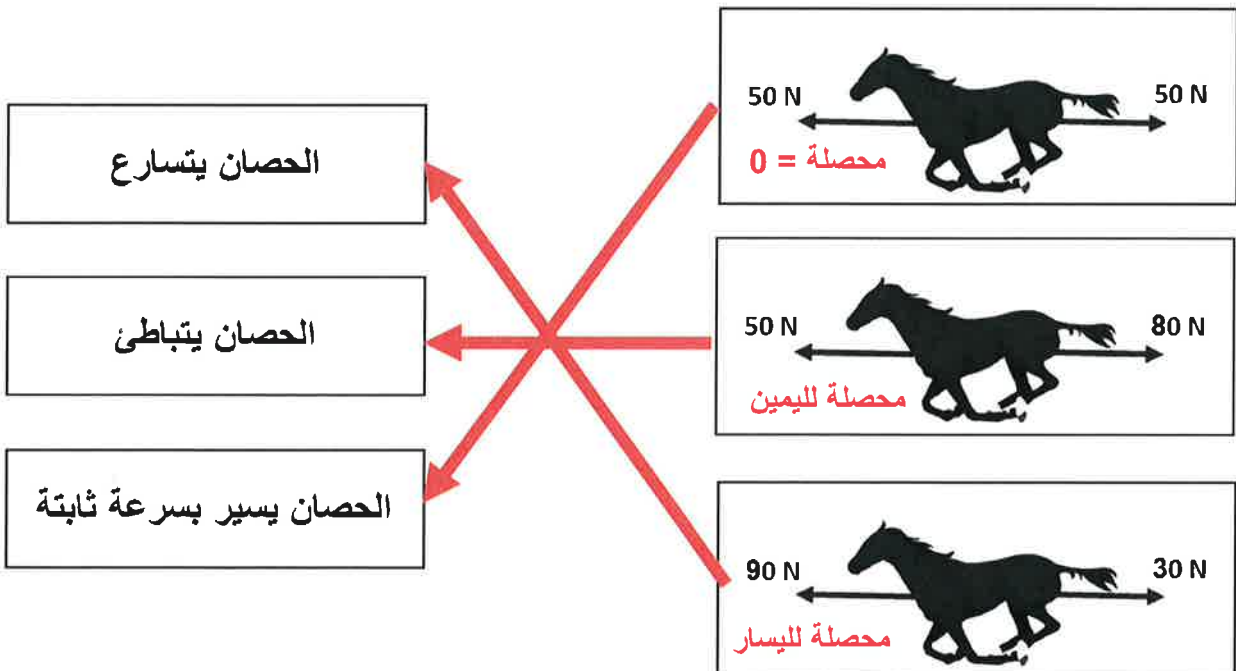 50 N
50 N
محصلة = 0
50 N
80 N
محصلة لليمين
90 N
30 N
محصلة لليسار
الحصان يتسارع
الحصان يتباطئ
الحصان يسير بسرعة ثابتة